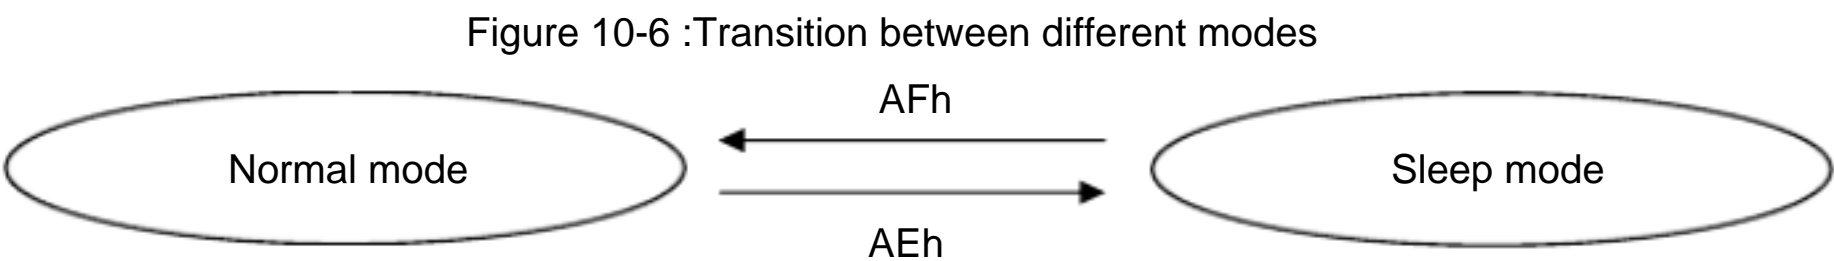 Figure 10-6 :Transition between different modes
AFh
Normal mode
Sleep mode
AEh